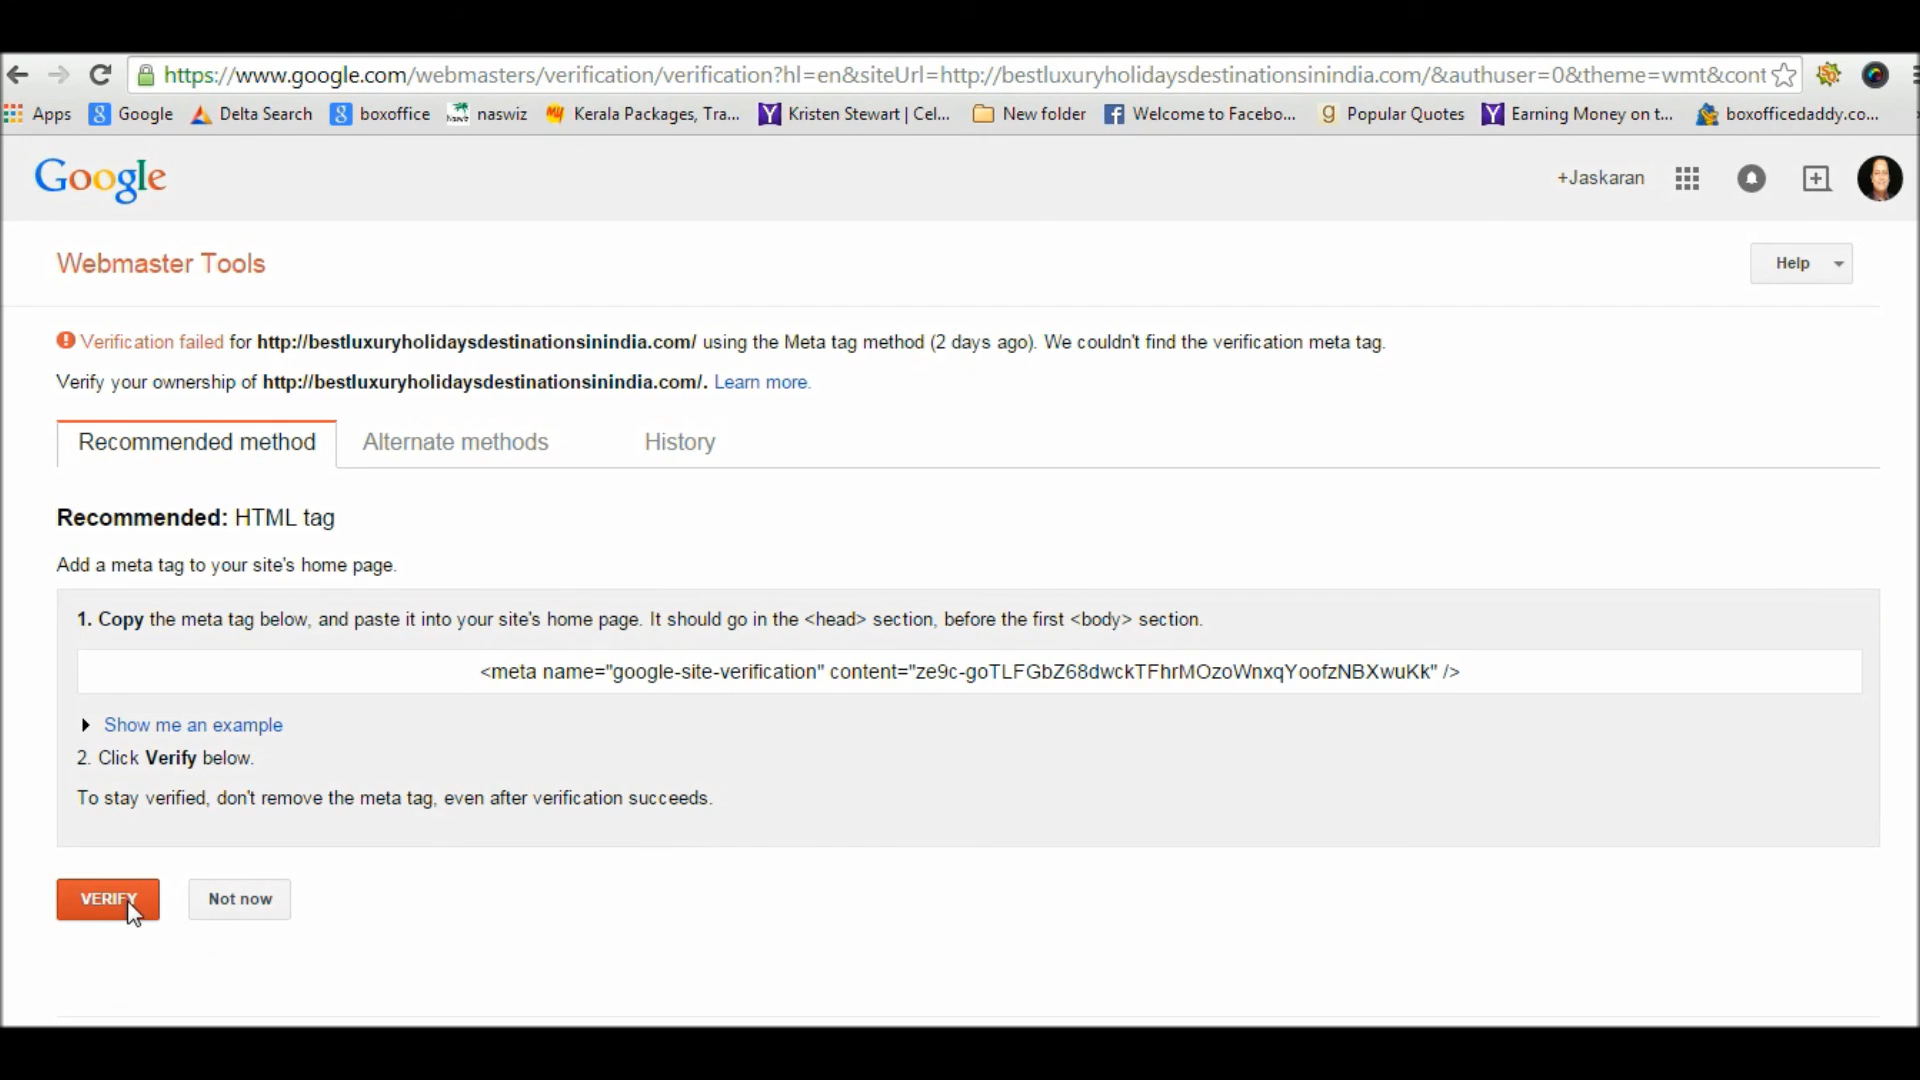 https://www.google.com/webmasters/verification/verification?hl=en&siteUrl=http://bestluxuryholidaysdestinationsinindia.com/&authuser=0&theme=wmt&cont
Apps Google Delta Search boxoffice naswiz Kerala Packages, Tra... Kristen Stewart | Cel... New folder Welcome to Facebo... Popular Quotes Earning Money on t... boxofficedaddy.co...
Google +Jaskaran
Webmaster Tools Help
Verification failed for http://bestluxuryholidaysdestinationsinindia.com/ using the Meta tag method (2 days ago). We couldn't find the verification meta tag.
Verify your ownership of http://bestluxuryholidaysdestinationsinindia.com/. Learn more.
Recommended method Alternate methods History
Recommended: HTML tag
Add a meta tag to your site's home page.
1. Copy the meta tag below, and paste it into your site's home page. It should go in the <head> section, before the first <body> section.
<meta name="google-site-verification" content="ze9c-goTLFGbZ68dwckTFhrMOzoWnxqYoofzNBXwuKk" />
Show me an example
2. Click Verify below.
To stay verified, don't remove the meta tag, even after verification succeeds.
VERIFY Not now